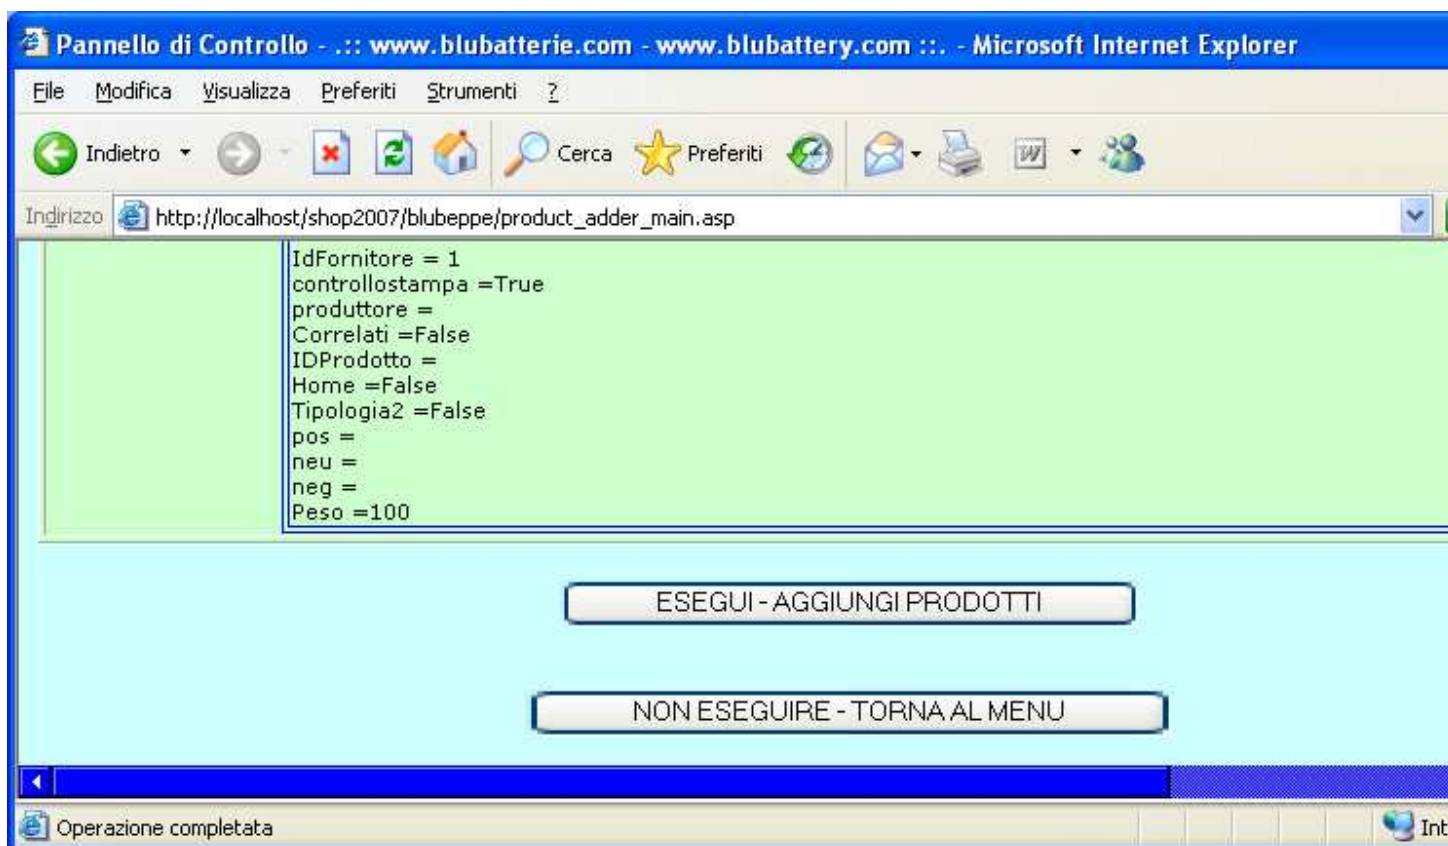 Pannello di Controllo - .:: www.blubatterie.com - www.blubattery.com ::. - Microsoft Internet Explorer
File Modifica Visualizza Preferiti Strumenti ?
Indietro Cerca Preferiti W
Indirizzo http://localhost/shop2007/blubeppe/product_adder_main.asp
IdFornitore = 1
controllostampa =True
produttore =
Correlati =False
IDProdotto =
Home =False
Tipologia2 =False
pos =
neu =
neg =
Peso =100
ESEGUI - AGGIUNGI PRODOTTI
NON ESEGUIRE - TORNA AL MENU
Operazione completata Int